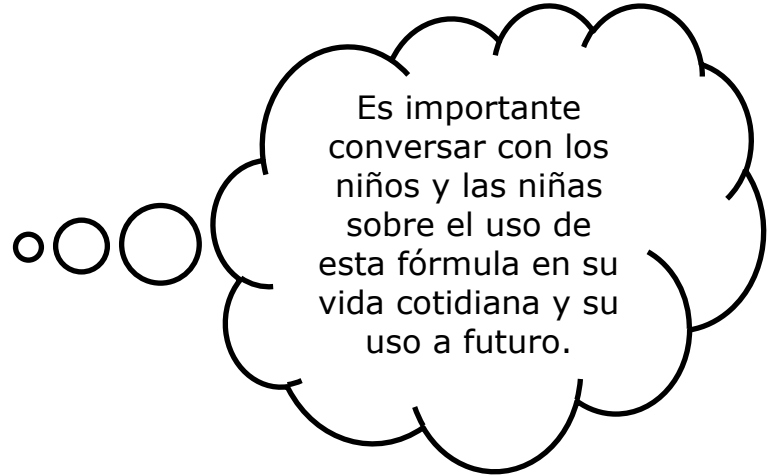 Es importante
conversar con los
niños y las niñas
sobre el uso de
esta fórmula en su
vida cotidiana y su
uso a futuro.